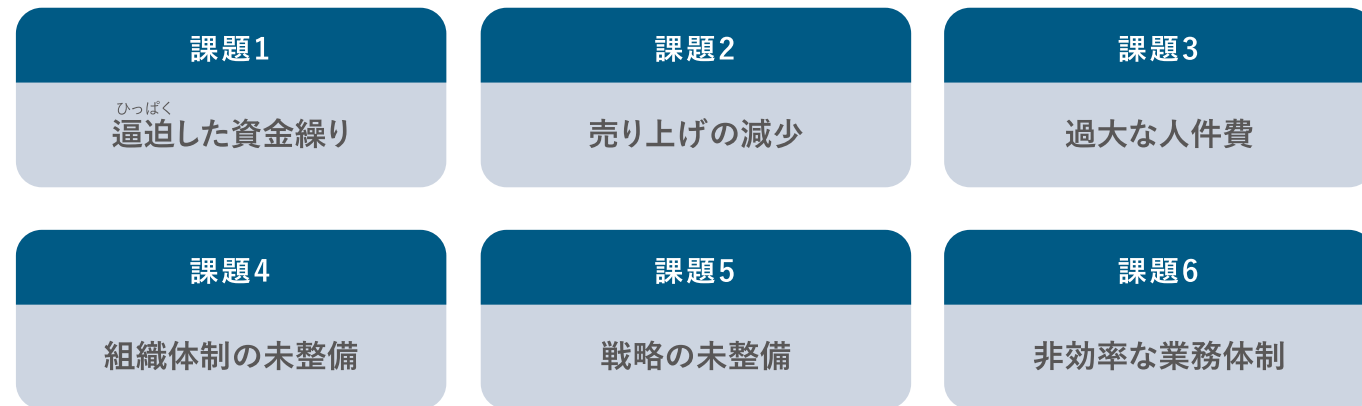 課題1
課題2
課題3
ひっぱく
逼迫した資金繰り
売り上げの減少
過大な人件費
課題4
課題5
課題6
組織体制の未整備
戦略の未整備
非効率な業務体制